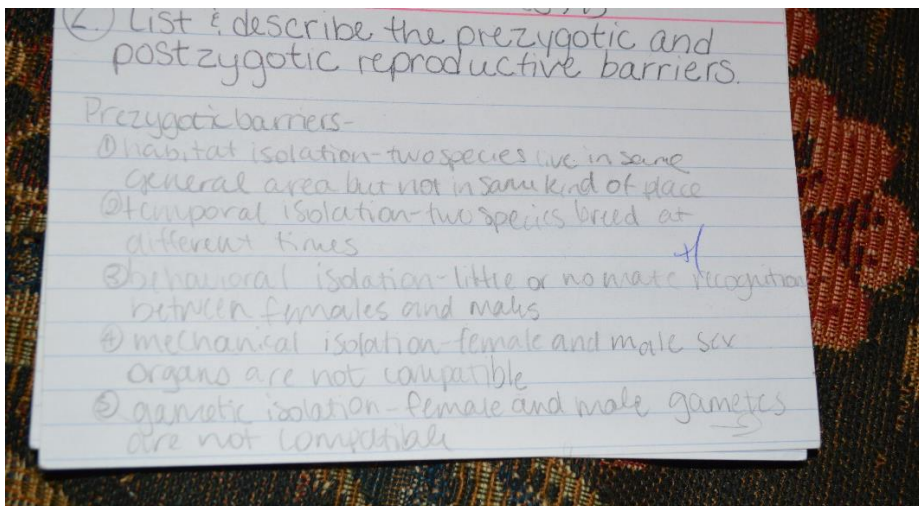 2. List & describe the prezygotic and
postzygotic reproductive barriers.
Prezygotic barriers-
① habitat isolation-two species live in same
general area but not in same kind of place
② temporal isolation-two species breed at
different times
③ behavioral isolation-little or no mate recognition
between females and males
④ mechanical isolation-female and male sex
organs are not compatible
⑤ gametic isolation-female and male gametes
are not compatible